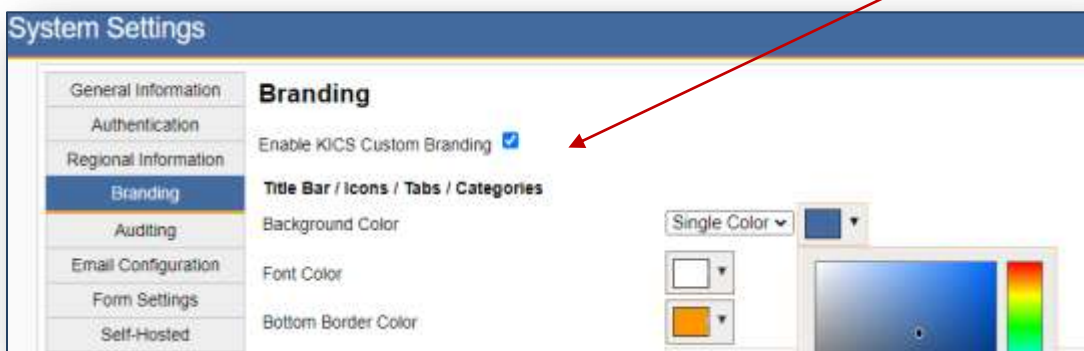 System Settings
General Information
Authentication
Regional Information
Branding
Auditing
Email Configuration
Form Settings
Self-Hosted
Branding
Enable KICS Custom Branding
Title Bar / Icons / Tabs / Categories
Background Color Single Color
Font Color
Bottom Border Color